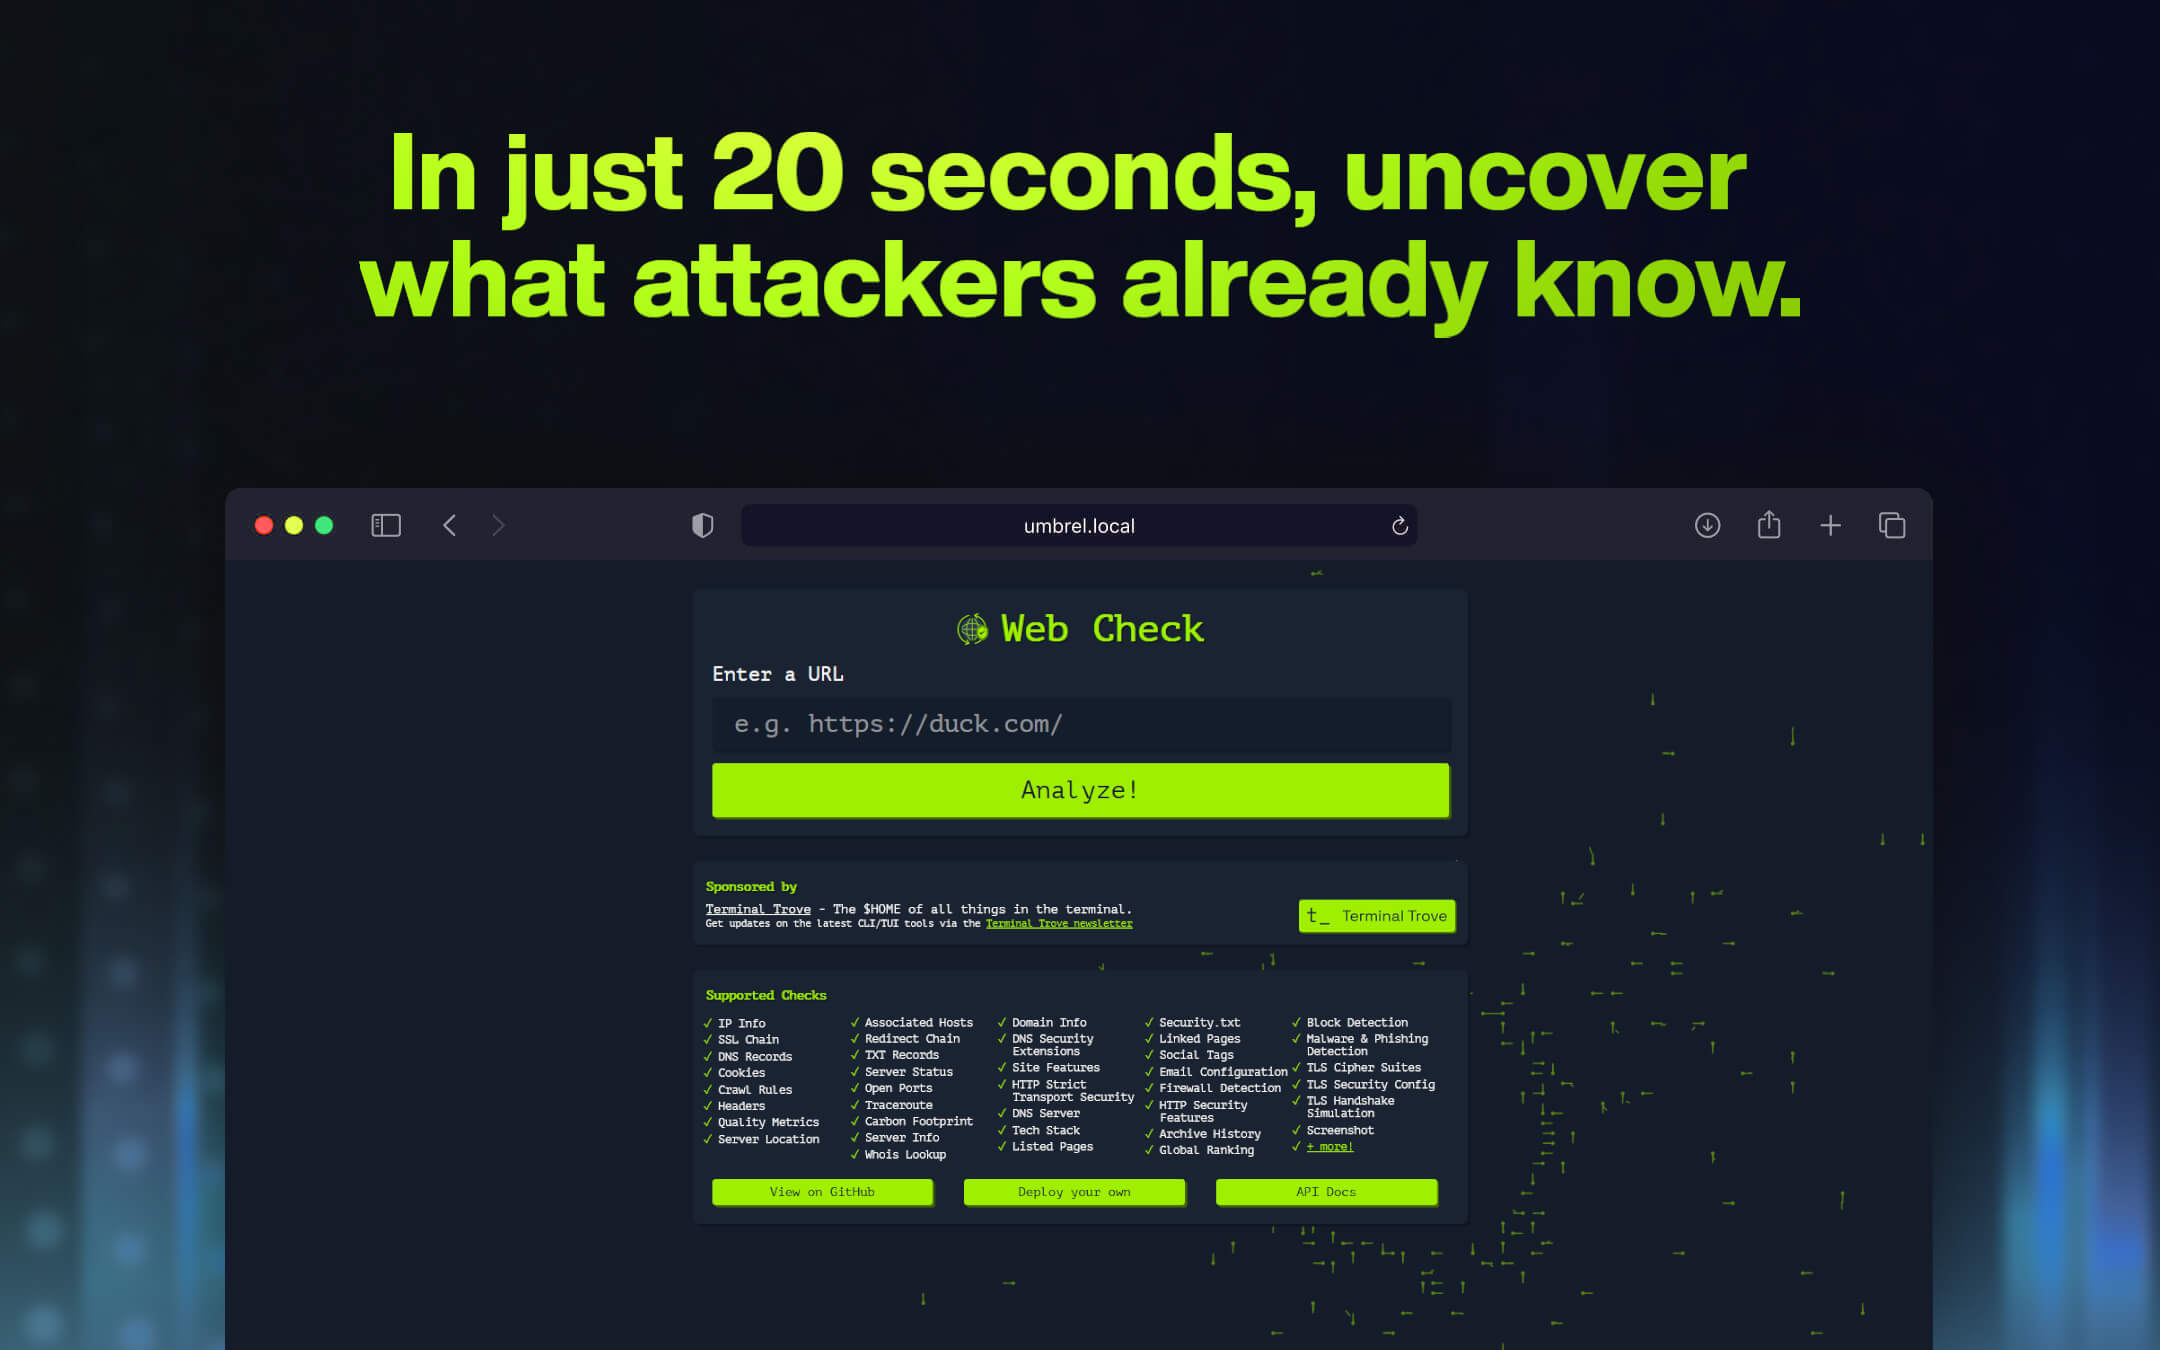 In just 20 seconds, uncover
what attackers already know.
umbrel.local
Web Check
Enter a URL
e.g. https://duck.com/
Analyze!
Sponsored by
Terminal Trove - The $HOME of all things in the terminal.
Get updates on the latest CLI/TUI tools via the Terminal Trove newsletter
t_ Terminal Trove
Supported Checks
✓ IP Info
✓ SSL Chain
✓ DNS Records
✓ Cookies
✓ Crawl Rules
✓ Headers
✓ Quality Metrics
✓ Server Location
✓ Associated Hosts
✓ Redirect Chain
✓ TXT Records
✓ Server Status
✓ Open Ports
✓ Traceroute
✓ Carbon Footprint
✓ Server Info
✓ Whois Lookup
✓ Domain Info
✓ DNS Security
Extensions
✓ Site Features
✓ HTTP Strict
Transport Security
✓ DNS Server
✓ Tech Stack
✓ Listed Pages
✓ Security.txt
✓ Linked Pages
✓ Social Tags
✓ Email Configuration
✓ Firewall Detection
✓ HTTP Security
Features
✓ Archive History
✓ Global Ranking
✓ Block Detection
✓ Malware & Phishing
Detection
✓ TLS Cipher Suites
✓ TLS Security Config
✓ TLS Handshake
Simulation
✓ Screenshot
✓ + more!
View on GitHub
Deploy your own
API Docs